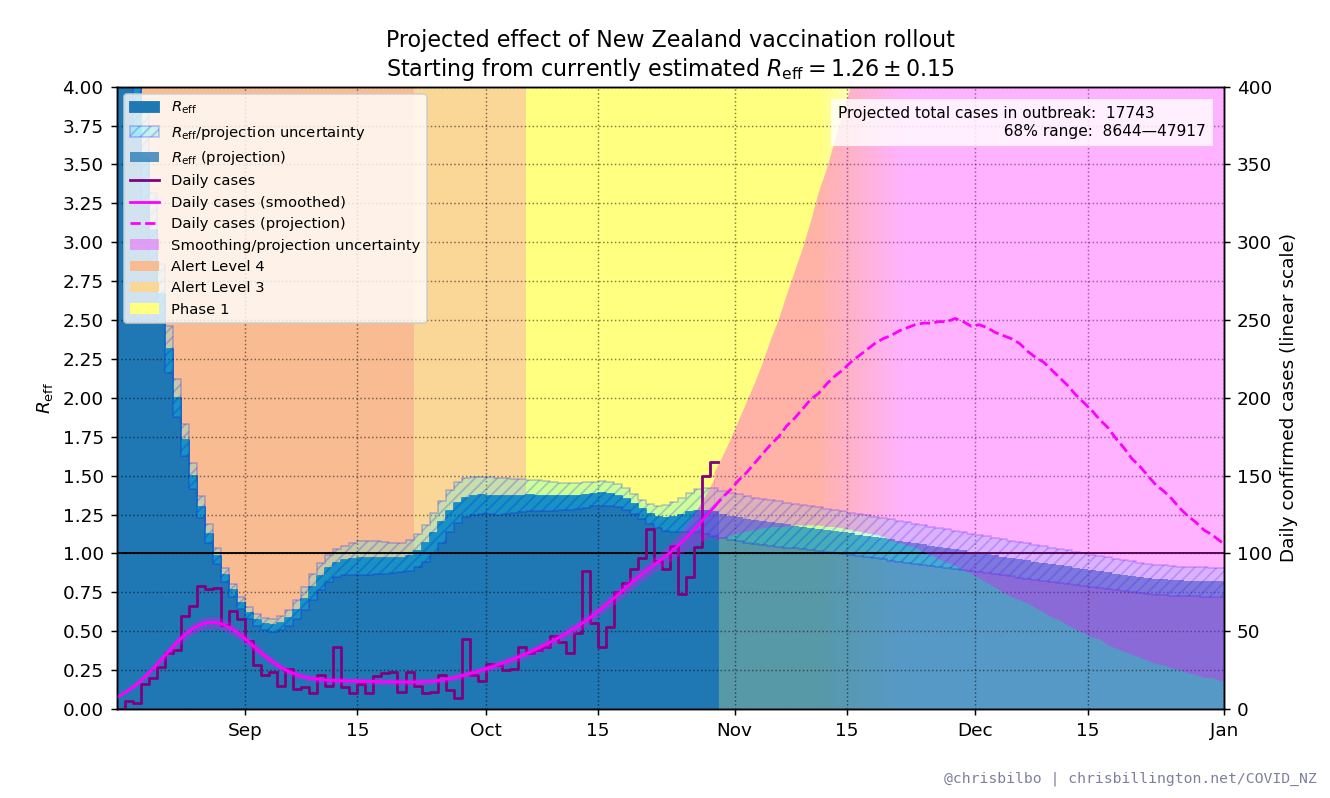 Projected effect of New Zealand vaccination rollout
Starting from currently estimated R_eff = 1.26 ± 0.15
4.00
3.75
3.50
3.25
3.00
2.75
2.50
2.25
2.00
1.75
1.50
1.25
1.00
0.75
0.50
0.25
0.00
R_eff
R_eff
R_eff/projection uncertainty
R_eff (projection)
Daily cases
Daily cases (smoothed)
Daily cases (projection)
Smoothing/projection uncertainty
Alert Level 4
Alert Level 3
Phase 1
Projected total cases in outbreak: 17743
68% range: 8644—47917
400
350
300
250
200
150
100
50
0
Daily confirmed cases (linear scale)
Sep 15 Oct 15 Nov 15 Dec 15 Jan
@chrisbilbo | chrisbillington.net/COVID_NZ